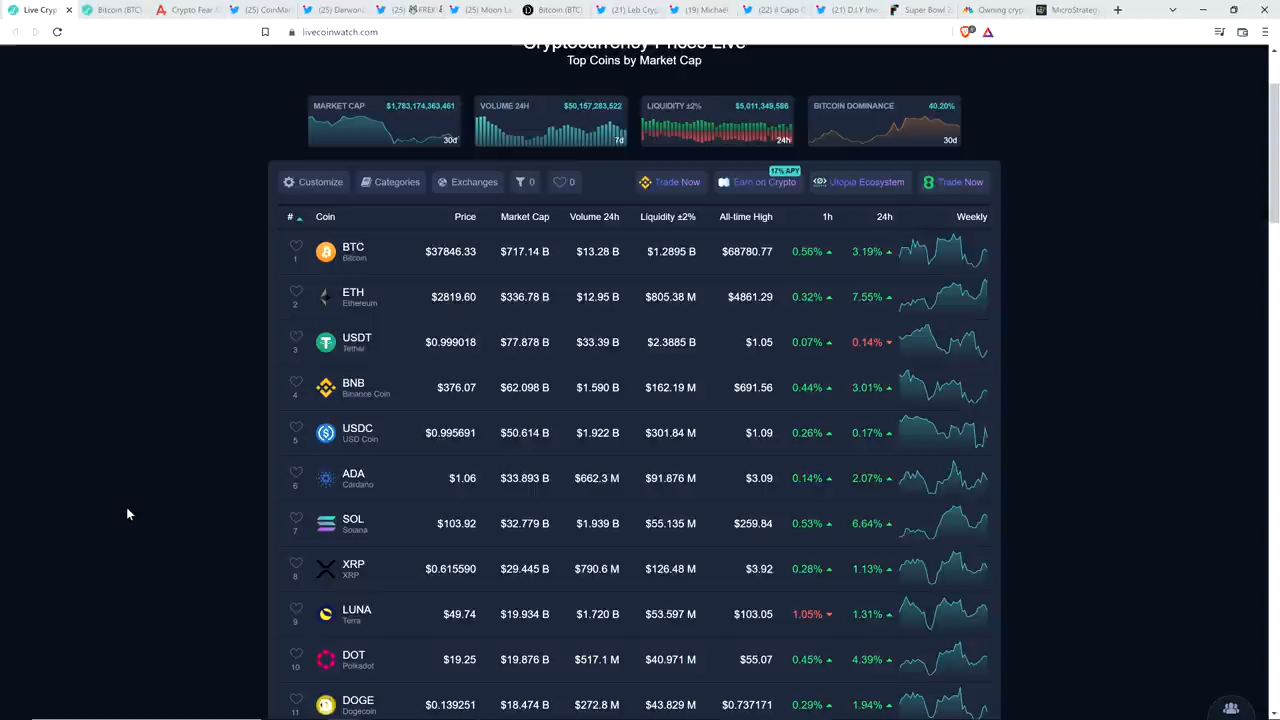 Live Cryp
Bitcoin (BTC)
Crypto Fear &
(25) CoinMar
(25) Derwon
(25)
(25) Moon La
Bitcoin (BTC)
(21) Leb Cryp
(19) Michaël
(22) il Capo C
(21) D.I.Y Inve
Super Bowl 2
Owning cryp
MicroStrategy
livecoinwatch.com
Cryptocurrency Prices Live
Top Coins by Market Cap
MARKET CAP $1,783,174,363,461
30d
VOLUME 24H $50,157,283,522
7d
LIQUIDITY ±2% $5,011,349,586
24h
BITCOIN DOMINANCE 40.20%
30d
Customize
Categories
Exchanges
0
0
Trade Now
17% APY
Earn on Crypto
Utopia Ecosystem
Trade Now
# Coin Price Market Cap Volume 24h Liquidity ±2% All-time High 1h 24h Weekly
1 BTC Bitcoin $37846.33 $717.14 B $13.28 B $1.2895 B $68780.77 0.56% 3.19%
2 ETH Ethereum $2819.60 $336.78 B $12.95 B $805.38 M $4861.29 0.32% 7.55%
3 USDT Tether $0.999018 $77.878 B $33.39 B $2.3885 B $1.05 0.07% 0.14%
4 BNB Binance Coin $376.07 $62.098 B $1.590 B $162.19 M $691.56 0.44% 3.01%
5 USDC USD Coin $0.995691 $50.614 B $1.922 B $301.84 M $1.09 0.26% 0.17%
6 ADA Cardano $1.06 $33.893 B $662.3 M $91.876 M $3.09 0.14% 2.07%
7 SOL Solana $103.92 $32.779 B $1.939 B $55.135 M $259.84 0.53% 6.64%
8 XRP XRP $0.615590 $29.445 B $790.6 M $126.48 M $3.92 0.28% 1.13%
9 LUNA Terra $49.74 $19.934 B $1.720 B $53.597 M $103.05 1.05% 1.31%
10 DOT Polkadot $19.25 $19.876 B $517.1 M $40.971 M $55.07 0.45% 4.39%
11 DOGE Dogecoin $0.139251 $18.474 B $272.8 M $43.829 M $0.737171 0.29% 1.94%